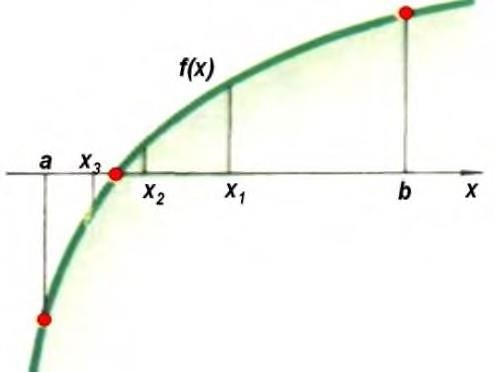 f(x)
a x₃
x₂ x₁ b x